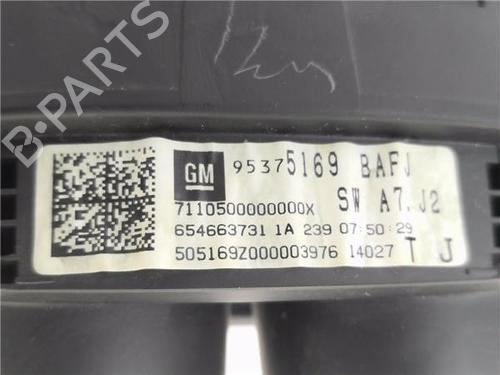 B-PARTS
GM 95375169 BAFJ
7110500000000X SW A7.J2
654663731 1A 239 07:50:29
505169Z000003976 14027 T J